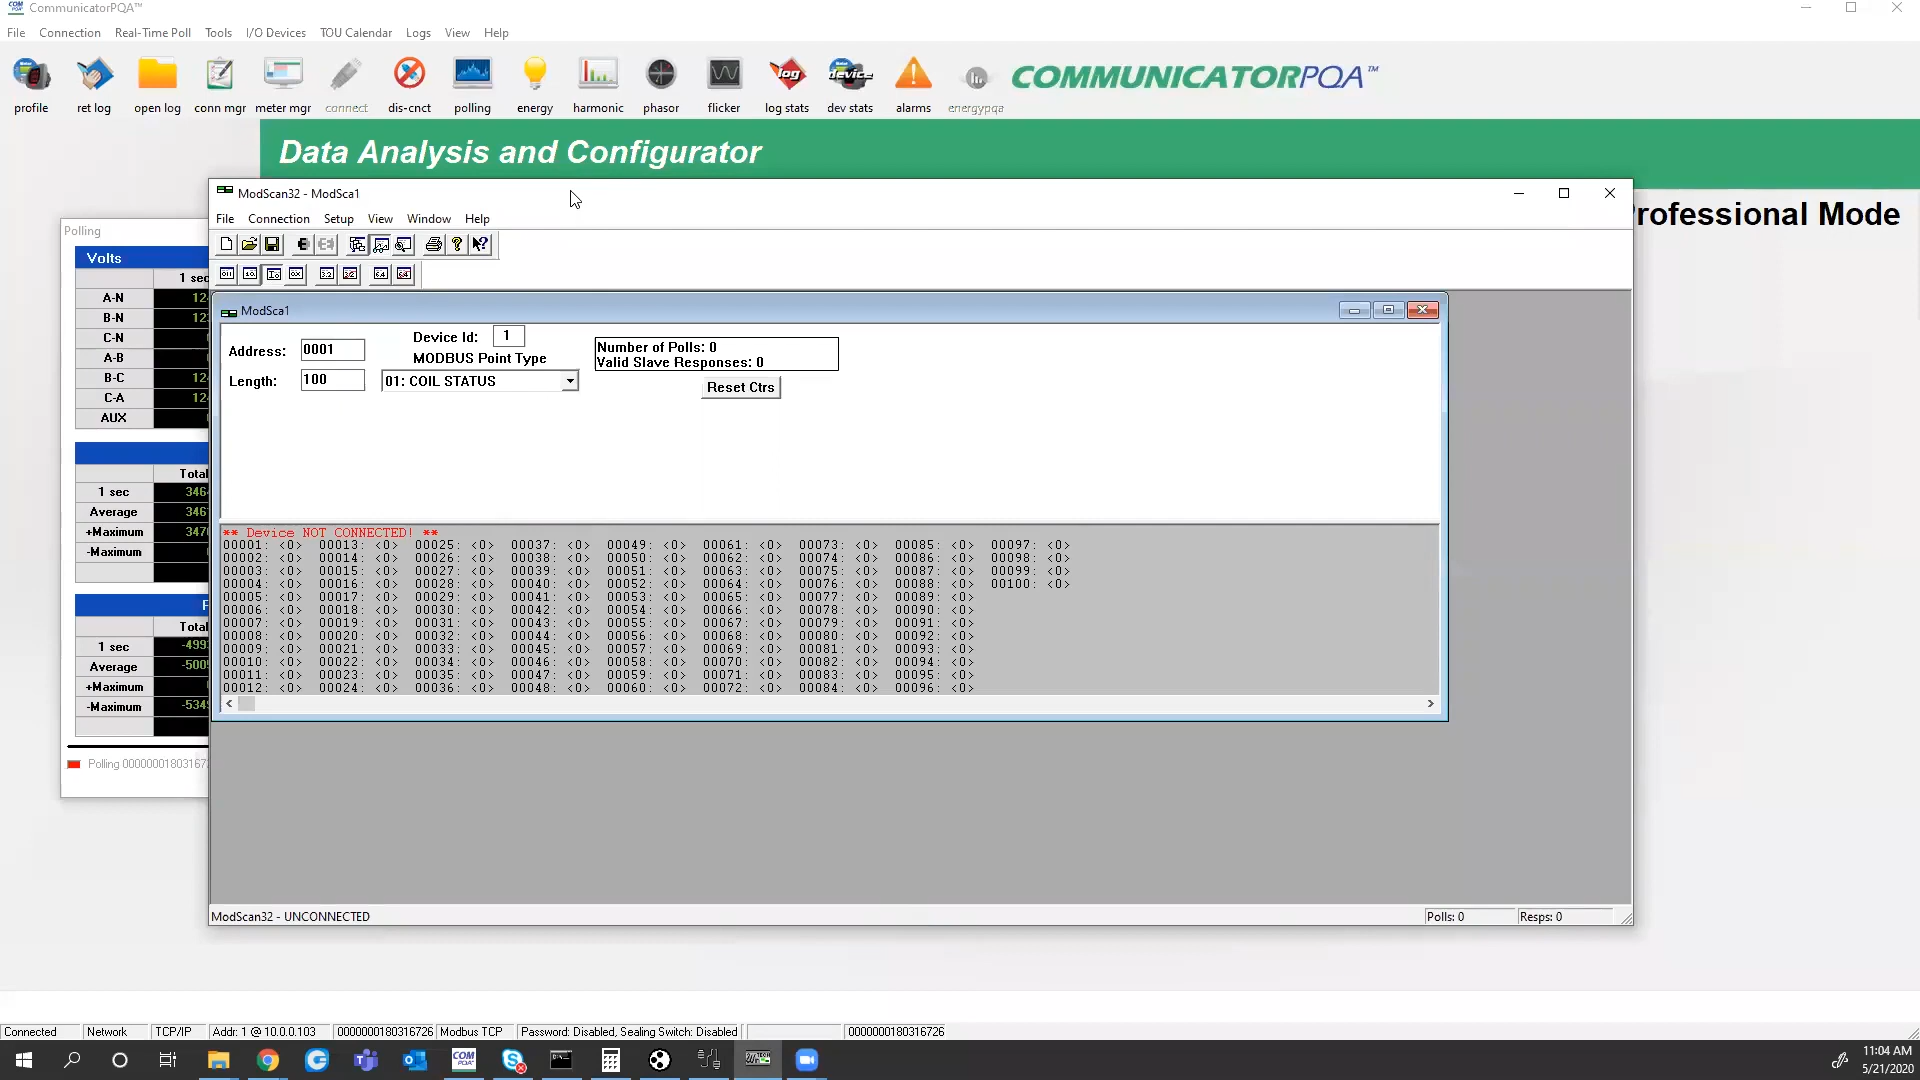 CommunicatorPQA™
File Connection Real-Time Poll Tools I/O Devices TOU Calendar Logs View Help
profile ret log open log conn mgr meter mgr connect dis-cnct polling energy harmonic phasor flicker log stats dev stats alarms energypqa
COMMUNICATORPQA™
Data Analysis and Configurator
Professional Mode
Polling
Volts
1 sec
A-N
B-N
C-N
A-B
B-C
C-A
AUX
Total
1 sec
Average
+Maximum
-Maximum
Total
1 sec
Average
+Maximum
-Maximum
ModScan32 - ModSca1
File Connection Setup View Window Help
ModSca1
Address: 0001
Device Id: 1
MODBUS Point Type
Length: 100
01: COIL STATUS
Number of Polls: 0
Valid Slave Responses: 0
Reset Ctrs
** Device NOT CONNECTED! **
00001: <0> 00013: <0> 00025: <0> 00037: <0> 00049: <0> 00061: <0> 00073: <0> 00085: <0> 00097: <0>
00002: <0> 00014: <0> 00026: <0> 00038: <0> 00050: <0> 00062: <0> 00074: <0> 00086: <0> 00098: <0>
00003: <0> 00015: <0> 00027: <0> 00039: <0> 00051: <0> 00063: <0> 00075: <0> 00087: <0> 00099: <0>
00004: <0> 00016: <0> 00028: <0> 00040: <0> 00052: <0> 00064: <0> 00076: <0> 00088: <0> 00100: <0>
00005: <0> 00017: <0> 00029: <0> 00041: <0> 00053: <0> 00065: <0> 00077: <0> 00089: <0>
00006: <0> 00018: <0> 00030: <0> 00042: <0> 00054: <0> 00066: <0> 00078: <0> 00090: <0>
00007: <0> 00019: <0> 00031: <0> 00043: <0> 00055: <0> 00067: <0> 00079: <0> 00091: <0>
00008: <0> 00020: <0> 00032: <0> 00044: <0> 00056: <0> 00068: <0> 00080: <0> 00092: <0>
00009: <0> 00021: <0> 00033: <0> 00045: <0> 00057: <0> 00069: <0> 00081: <0> 00093: <0>
00010: <0> 00022: <0> 00034: <0> 00046: <0> 00058: <0> 00070: <0> 00082: <0> 00094: <0>
00011: <0> 00023: <0> 00035: <0> 00047: <0> 00059: <0> 00071: <0> 00083: <0> 00095: <0>
00012: <0> 00024: <0> 00036: <0> 00048: <0> 00060: <0> 00072: <0> 00084: <0> 00096: <0>
Polling 000000018031672
ModScan32 - UNCONNECTED
Polls: 0 Resps: 0
Connected Network TCP/IP Addr: 1 @ 10.0.0.103 0000000180316726 Modbus TCP Password: Disabled, Sealing Switch: Disabled 0000000180316726
11:04 AM
5/21/2020